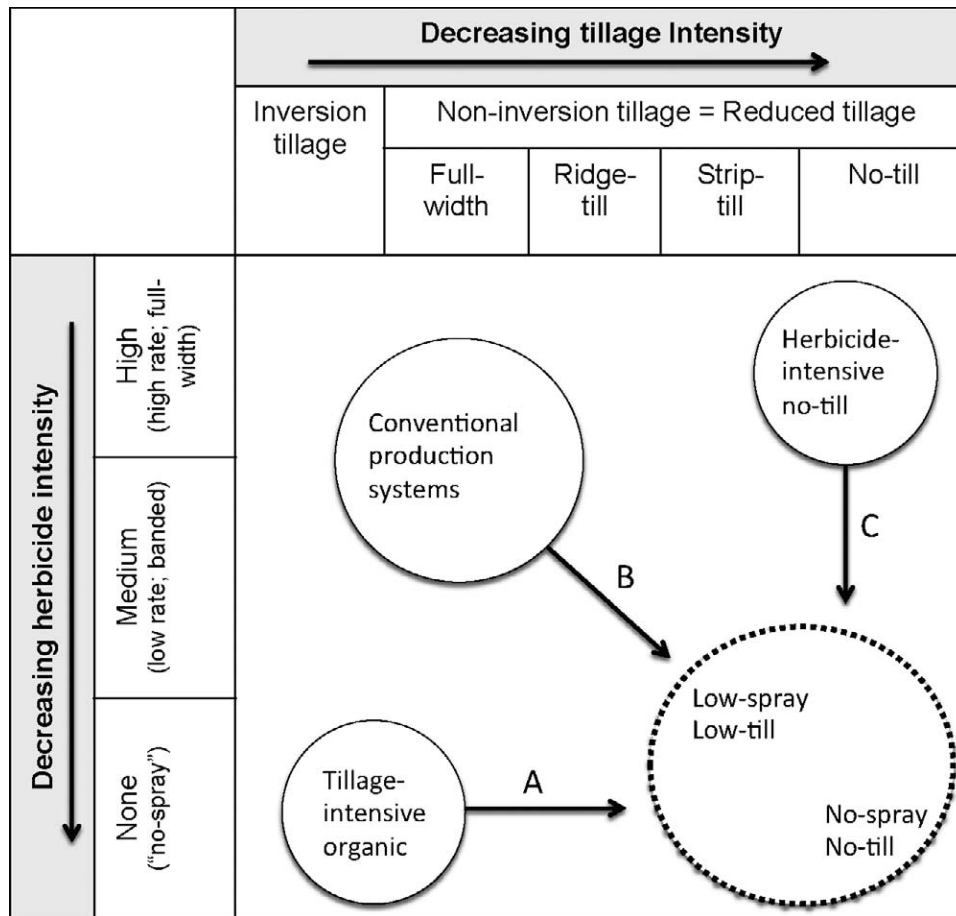 Decreasing tillage Intensity
Inversion
tillage
Non-inversion tillage = Reduced tillage
Full-
width
Ridge-
till
Strip-
till
No-till
Decreasing herbicide intensity
High
(high rate; full-
width)
Medium
(low rate; banded)
None
(“no-spray”)
Herbicide-
intensive
no-till
Conventional
production
systems
C
B
Low-spray
Low-till
Tillage-
intensive
organic
A
No-spray
No-till